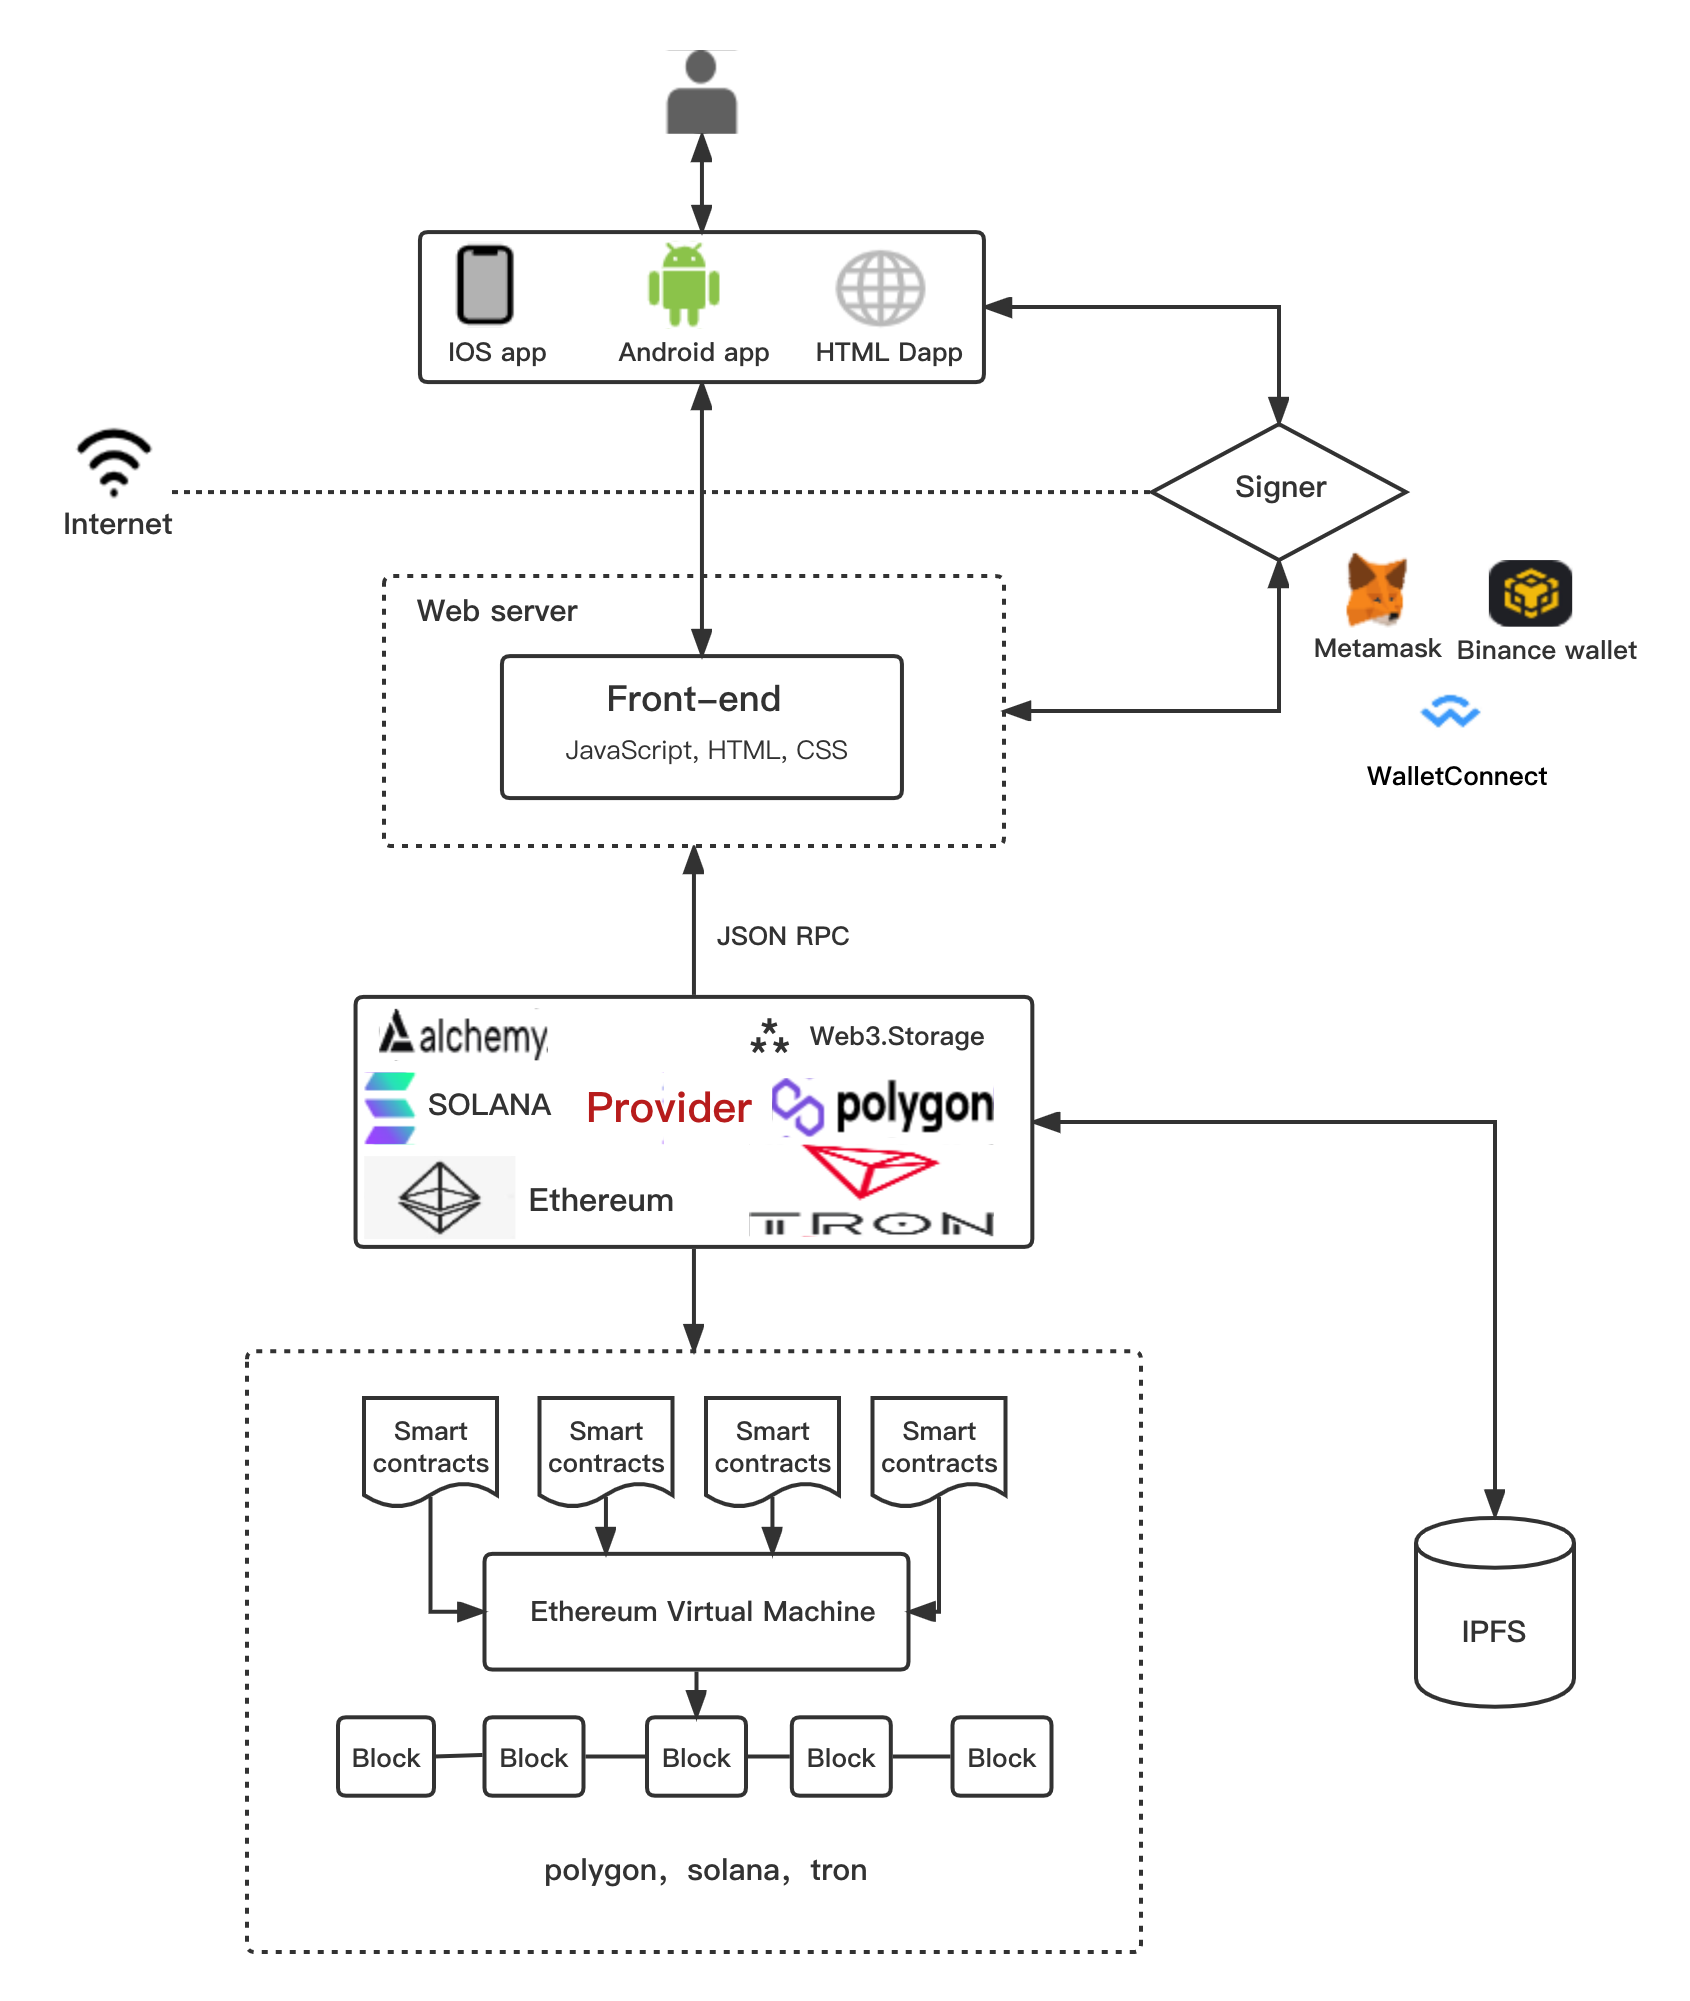 IOS app
Android app
HTML Dapp
Internet
Signer
Web server
Front-end
JavaScript, HTML, CSS
Metamask
Binance wallet
WalletConnect
JSON RPC
alchemy
Web3.Storage
SOLANA
Provider
polygon
Ethereum
TRON
Smart
contracts
Smart
contracts
Smart
contracts
Smart
contracts
Ethereum Virtual Machine
IPFS
Block
Block
Block
Block
Block
polygon，solana，tron